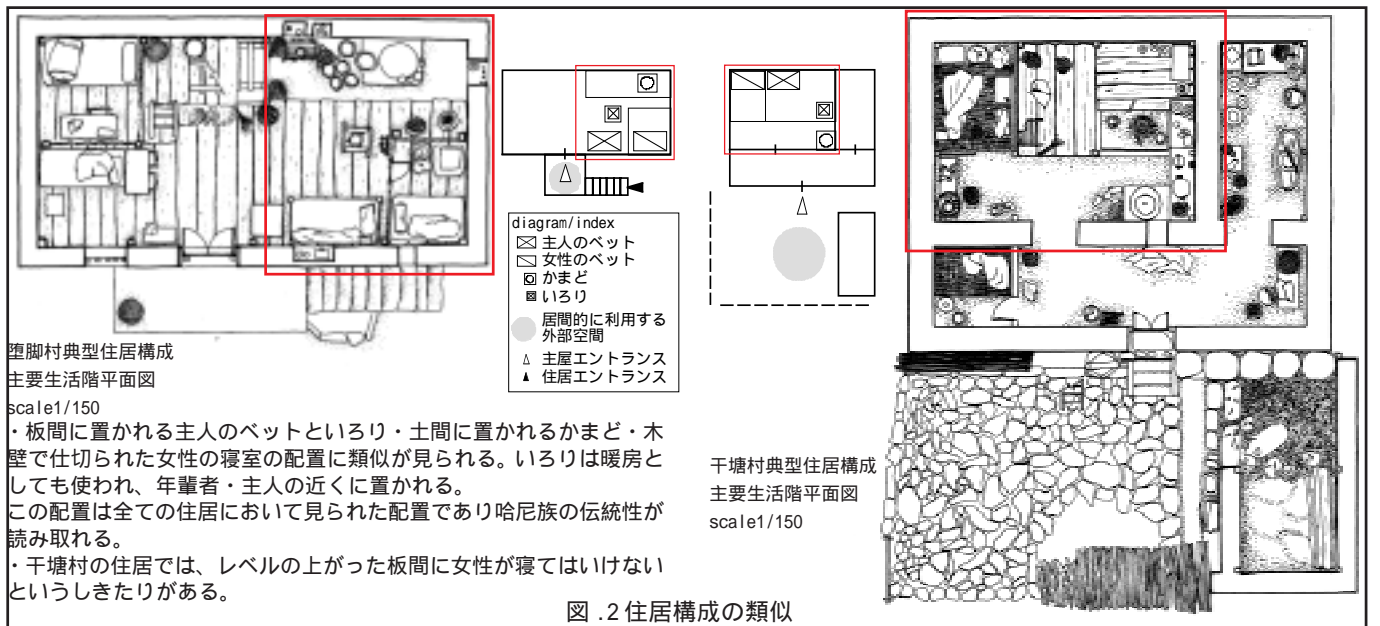 diagram/index
主人のベット
女性のベット
かまど
いろり
居間的に利用する
外部空間
主屋エントランス
住居エントランス
堕脚村典型住居構成
主要生活階平面図
scale1/150
・板間に置かれる主人のベットといろり・土間に置かれるかまど・木
壁で仕切られた女性の寝室の配置に類似が見られる。いろりは暖房と
しても使われ、年輩者・主人の近くに置かれる。
この配置は全ての住居において見られた配置であり哈尼族の伝統性が
読み取れる。
・干塘村の住居では、レベルの上がった板間に女性が寝てはいけない
というしきたりがある。
干塘村典型住居構成
主要生活階平面図
scale1/150
図.2住居構成の類似